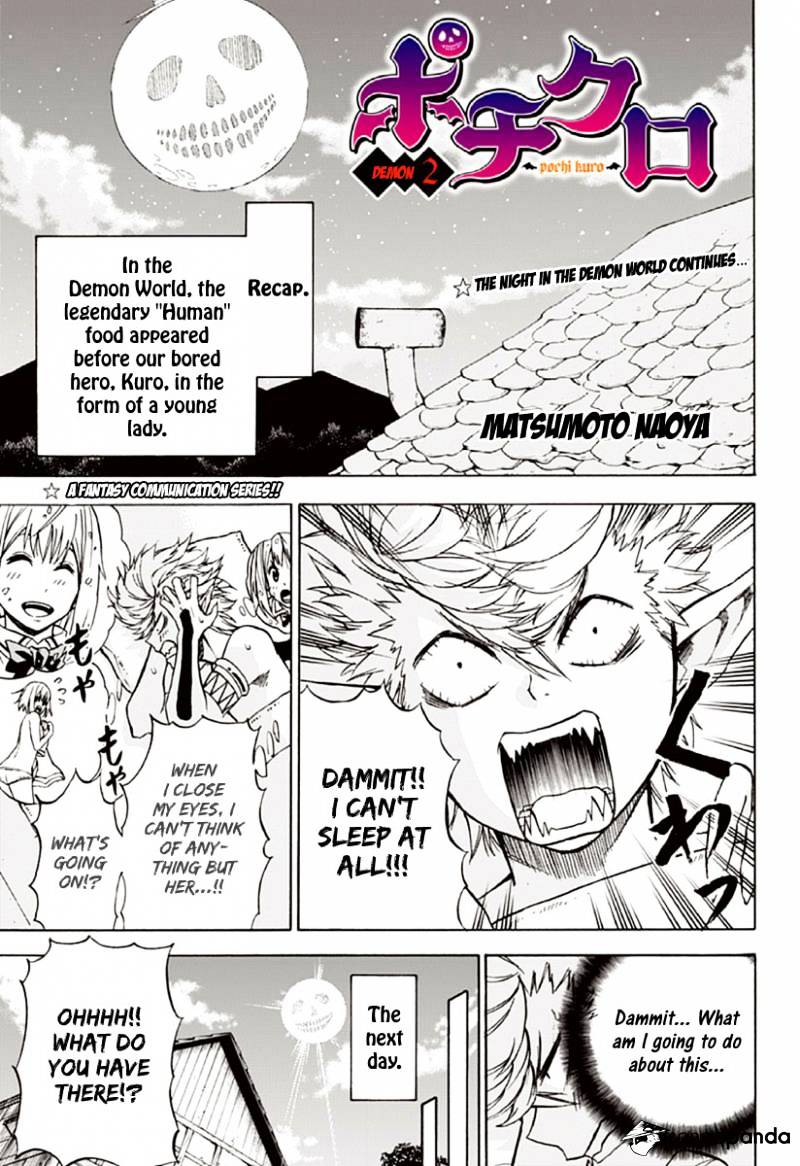 ポチクロ
DEMON 2
pochi kuro
Recap.
In the
Demon World, the
legendary "Human"
food appeared
before our bored
hero, Kuro, in the
form of a young
lady.
☆ THE NIGHT IN THE DEMON WORLD CONTINUES...
MATSUMOTO NAOYA
☆ A FANTASY COMMUNICATION SERIES!!
くわっ
DAMMIT!!
I CAN'T
SLEEP AT
ALL!!!
もや
もや
WHEN
I CLOSE
MY EYES, I
CAN'T THINK
OF ANY-
THING BUT
HER...!!
WHAT'S
GOING
ON!?
Dammit... What
am I going to do
about this...
The
next
day.
OHHHH!!
WHAT DO
YOU HAVE
THERE!?